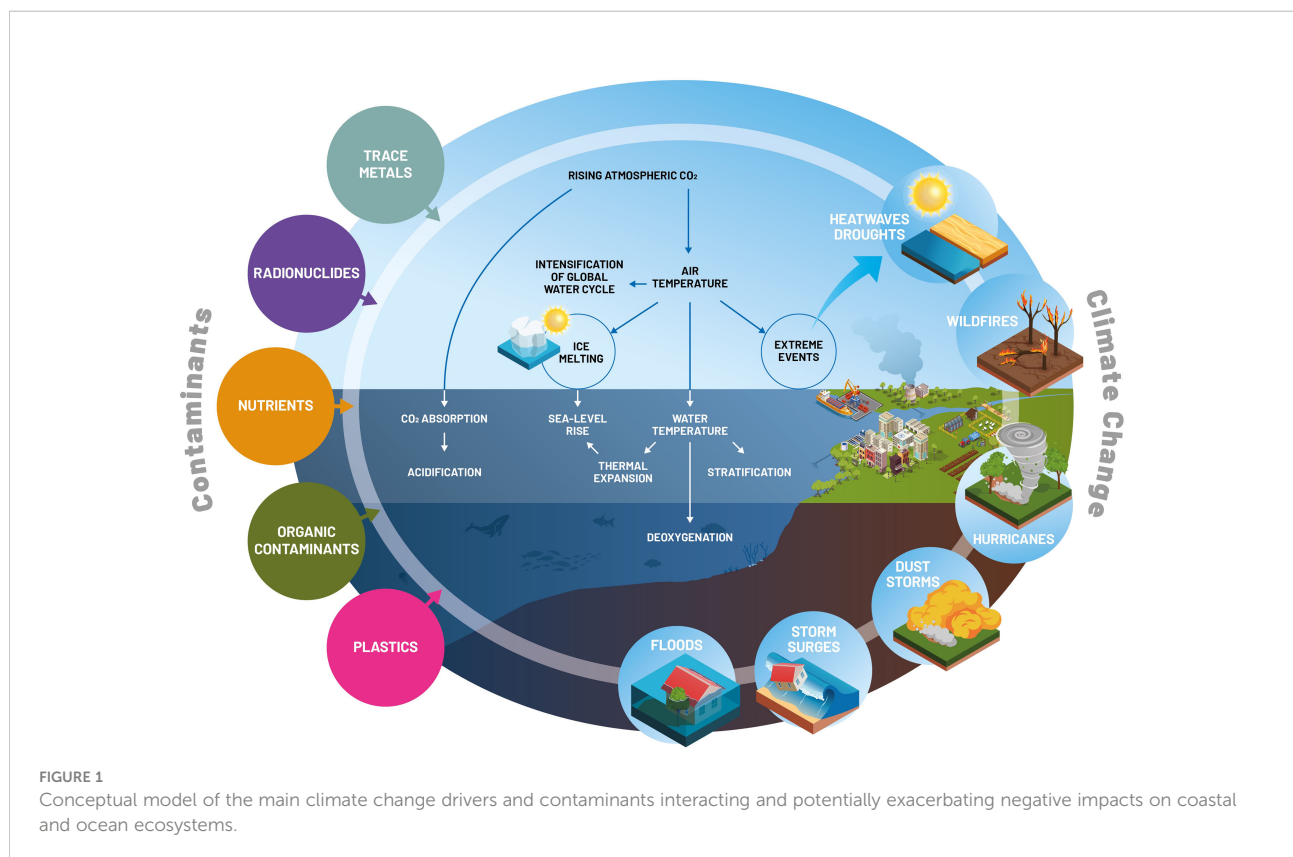 Contaminants
TRACE
METALS
RADIONUCLIDES
NUTRIENTS
ORGANIC
CONTAMINANTS
PLASTICS
RISING ATMOSPHERIC CO₂
INTENSIFICATION
OF GLOBAL
WATER CYCLE
AIR
TEMPERATURE
ICE
MELTING
EXTREME
EVENTS
CO₂ ABSORPTION
ACIDIFICATION
SEA-LEVEL
RISE
WATER
TEMPERATURE
THERMAL
EXPANSION
STRATIFICATION
DEOXYGENATION
HEATWAVES
DROUGHTS
WILDFIRES
HURRICANES
DUST
STORMS
STORM
SURGES
FLOODS
Climate Change
FIGURE 1
Conceptual model of the main climate change drivers and contaminants interacting and potentially exacerbating negative impacts on coastal
and ocean ecosystems.